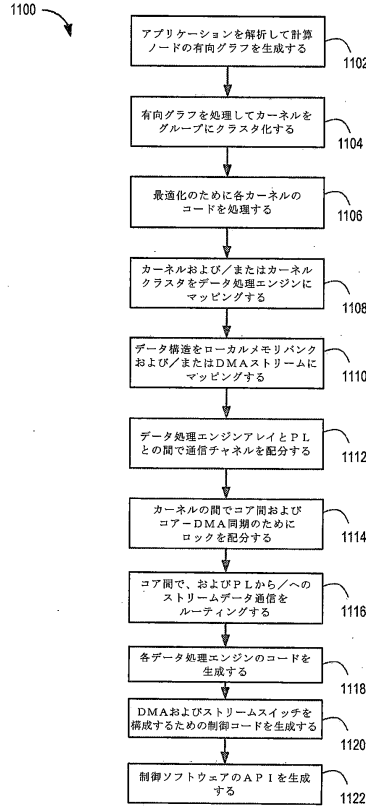 1100
アプリケーションを解析して計算
ノードの有向グラフを生成する
1102
有向グラフを処理してカーネルを
グループにクラスタ化する
1104
最適化のために各カーネルの
コードを処理する
1106
カーネルおよび/またはカーネル
クラスタをデータ処理エンジンに
マッピングする
1108
データ構造をローカルメモリバンク
および/またはDMAストリームに
マッピングする
1110
データ処理エンジンアレイとPL
との間で通信チャネルを配分する
1112
カーネルの間でコア間および
コアーDMA同期のために
ロックを配分する
1114
コア間で、およびPLから/への
ストリームデータ通信を
ルーティングする
1116
各データ処理エンジンのコードを
生成する
1118
DMAおよびストリームスイッチを
構成するための制御コードを生成する
1120
制御ソフトウェアのAPIを生成
する
1122